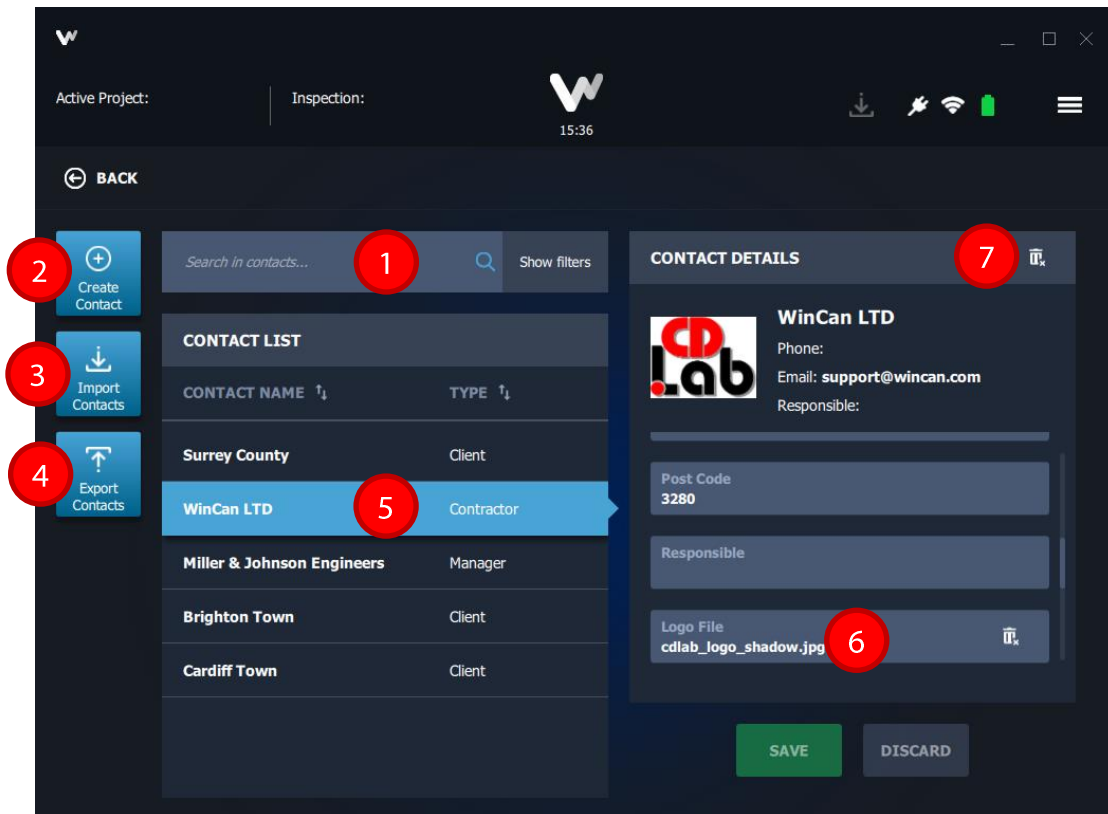 Active Project:
Inspection:
15:36
BACK
2
Create
Contact
3
Import
Contacts
4
Export
Contacts
Search in contacts...
1
Show filters
CONTACT LIST
CONTACT NAME
TYPE
Surrey County
Client
WinCan LTD
5
Contractor
Miller & Johnson Engineers
Manager
Brighton Town
Client
Cardiff Town
Client
CONTACT DETAILS
7
CD
Lab
WinCan LTD
Phone:
Email: support@wincan.com
Responsible:
Post Code
3280
Responsible
Logo File
cdlab_logo_shadow.jpg
6
SAVE
DISCARD